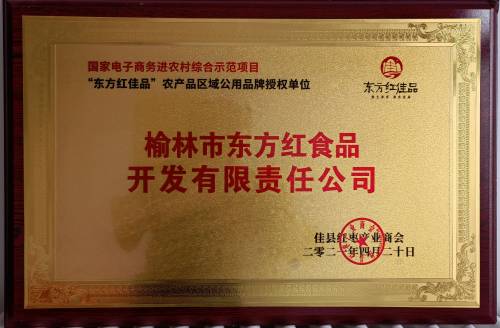 国家电子商务进农村综合示范项目
“东方红佳品”农产品区域公用品牌授权单位
东方红佳品
榆林市东方红食品
开发有限责任公司
佳县红枣产业商会
二零二一年四月二十日